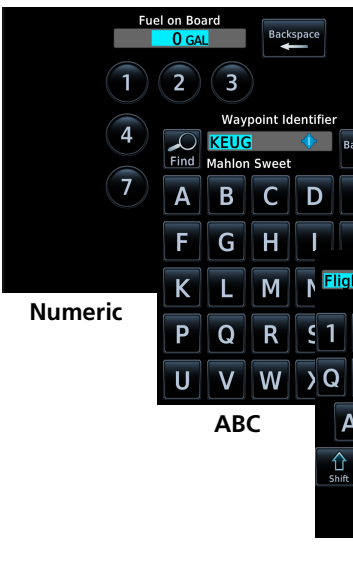 Fuel on Board
0 GAL
Backspace
1 2 3
4
7
Numeric
Waypoint Identifier
Find
KEUG
Mahlon Sweet
A B C D
F G H I
K L M
P Q R S
U V W
ABC
1
Q
A
Shift